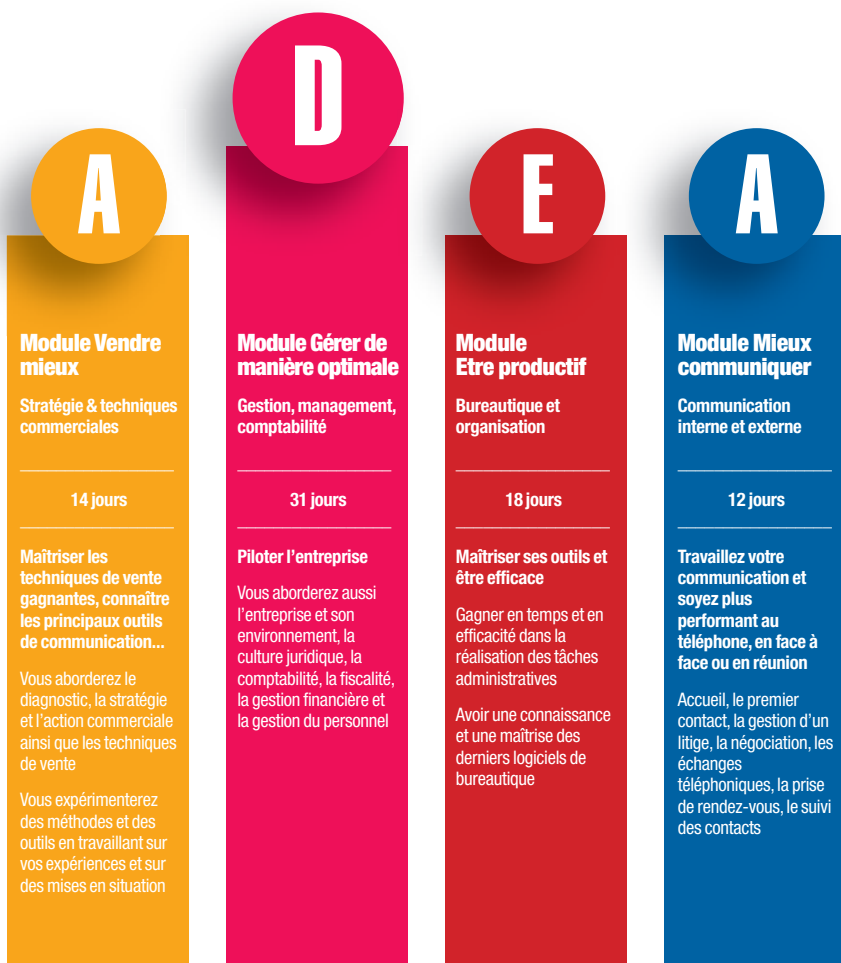 A
Module Vendre
mieux
Stratégie & techniques
commerciales
14 jours
Maîtriser les
techniques de vente
gagnantes, connaître
les principaux outils
de communication...
Vous aborderez le
diagnostic, la stratégie
et l'action commerciale
ainsi que les techniques
de vente
Vous expérimenterez
des méthodes et des
outils en travaillant sur
vos expériences et sur
des mises en situation
D
Module Gérer de
manière optimale
Gestion, management,
comptabilité
31 jours
Piloter l'entreprise
Vous aborderez aussi
l'entreprise et son
environnement, la
culture juridique, la
comptabilité, la fiscalité,
la gestion financière et
la gestion du personnel
E
Module
Etre productif
Bureautique et
organisation
18 jours
Maîtriser ses outils et
être efficace
Gagner en temps et en
efficacité dans la
réalisation des tâches
administratives
Avoir une connaissance
et une maîtrise des
derniers logiciels de
bureautique
A
Module Mieux
communiquer
Communication
interne et externe
12 jours
Travaillez votre
communication et
soyez plus
performant au
téléphone, en face à
face ou en réunion
Accueil, le premier
contact, la gestion d'un
litige, la négociation, les
échanges
téléphoniques, la prise
de rendez-vous, le suivi
des contacts